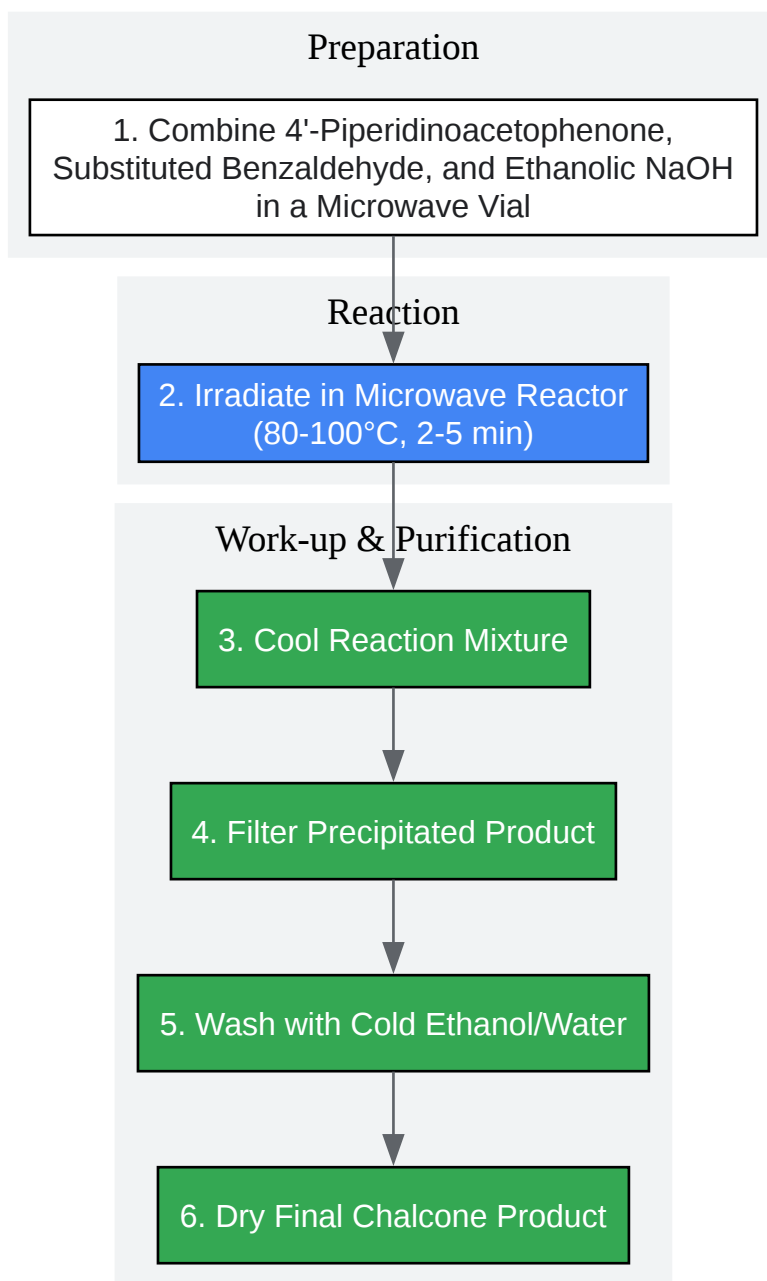 Preparation
1. Combine 4'-Piperidinoacetophenone,
Substituted Benzaldehyde, and Ethanolic NaOH
in a Microwave Vial
Reaction
2. Irradiate in Microwave Reactor
(80-100°C, 2-5 min)
Work-up & Purification
3. Cool Reaction Mixture
4. Filter Precipitated Product
5. Wash with Cold Ethanol/Water
6. Dry Final Chalcone Product